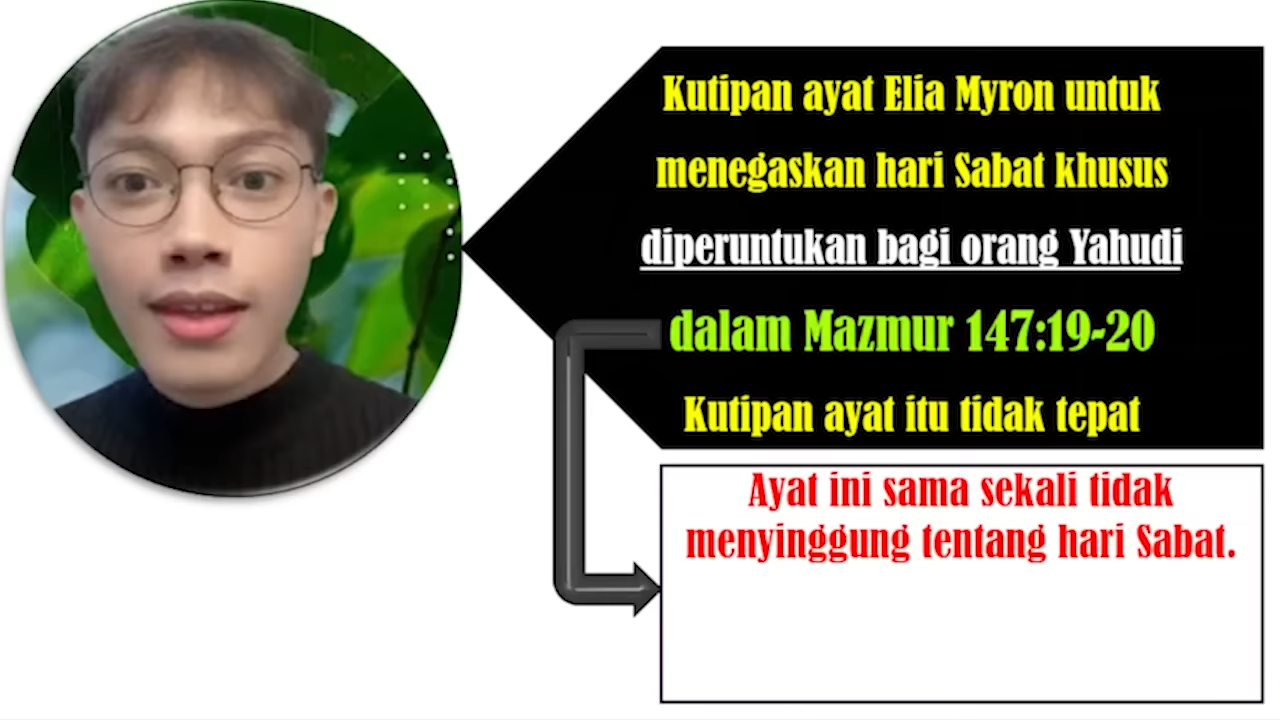 Kutipan ayat Elia Myron untuk
menegaskan hari Sabat khusus
diperuntukan bagi orang Yahudi
dalam Mazmur 147:19-20
Kutipan ayat itu tidak tepat
Ayat ini sama sekali tidak
menyinggung tentang hari Sabat.